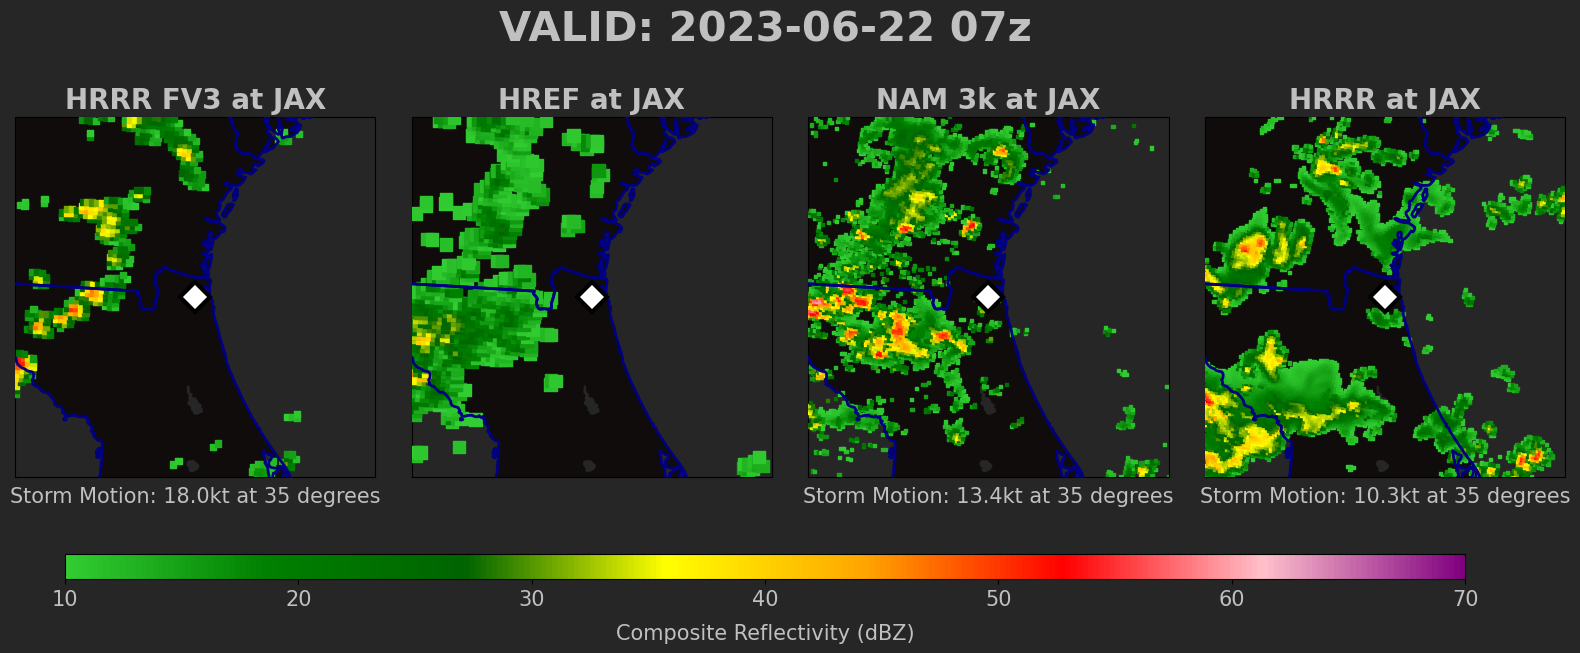 VALID: 2023-06-22 07z
HRRR FV3 at JAX
HREF at JAX
NAM 3k at JAX
HRRR at JAX
Storm Motion: 18.0kt at 35 degrees
Storm Motion: 13.4kt at 35 degrees
Storm Motion: 10.3kt at 35 degrees
10 20 30 40 50 60 70
Composite Reflectivity (dBZ)